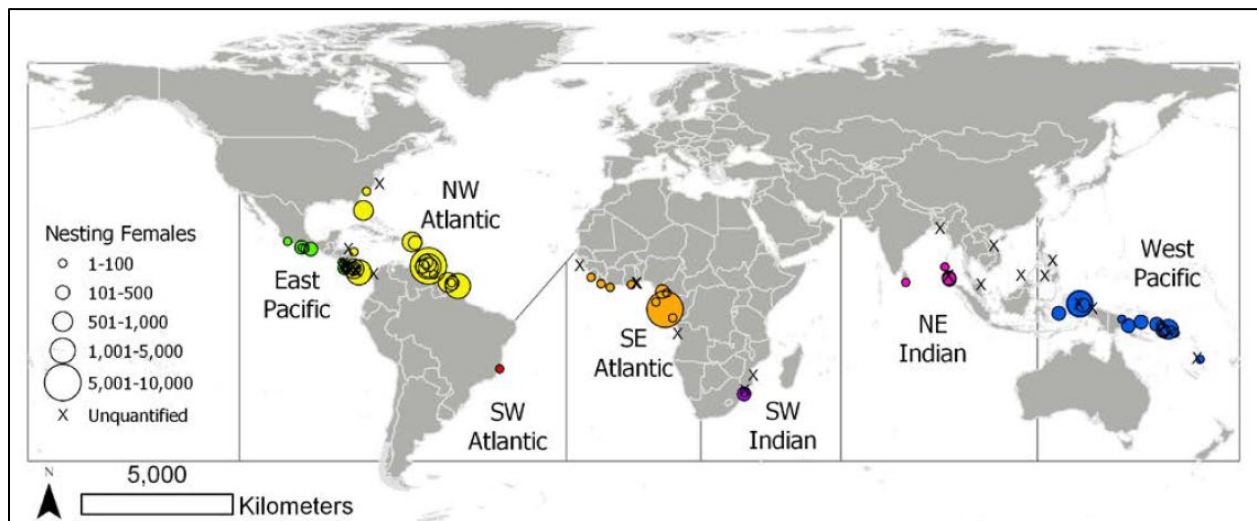 NW
Atlantic
Nesting Females
1-100
101-500
501-1,000
1,001-5,000
5,001-10,000
X Unquantified
East
Pacific
SW
Atlantic
SE
Atlantic
SW
Indian
NE
Indian
West
Pacific
N
5,000
Kilometers